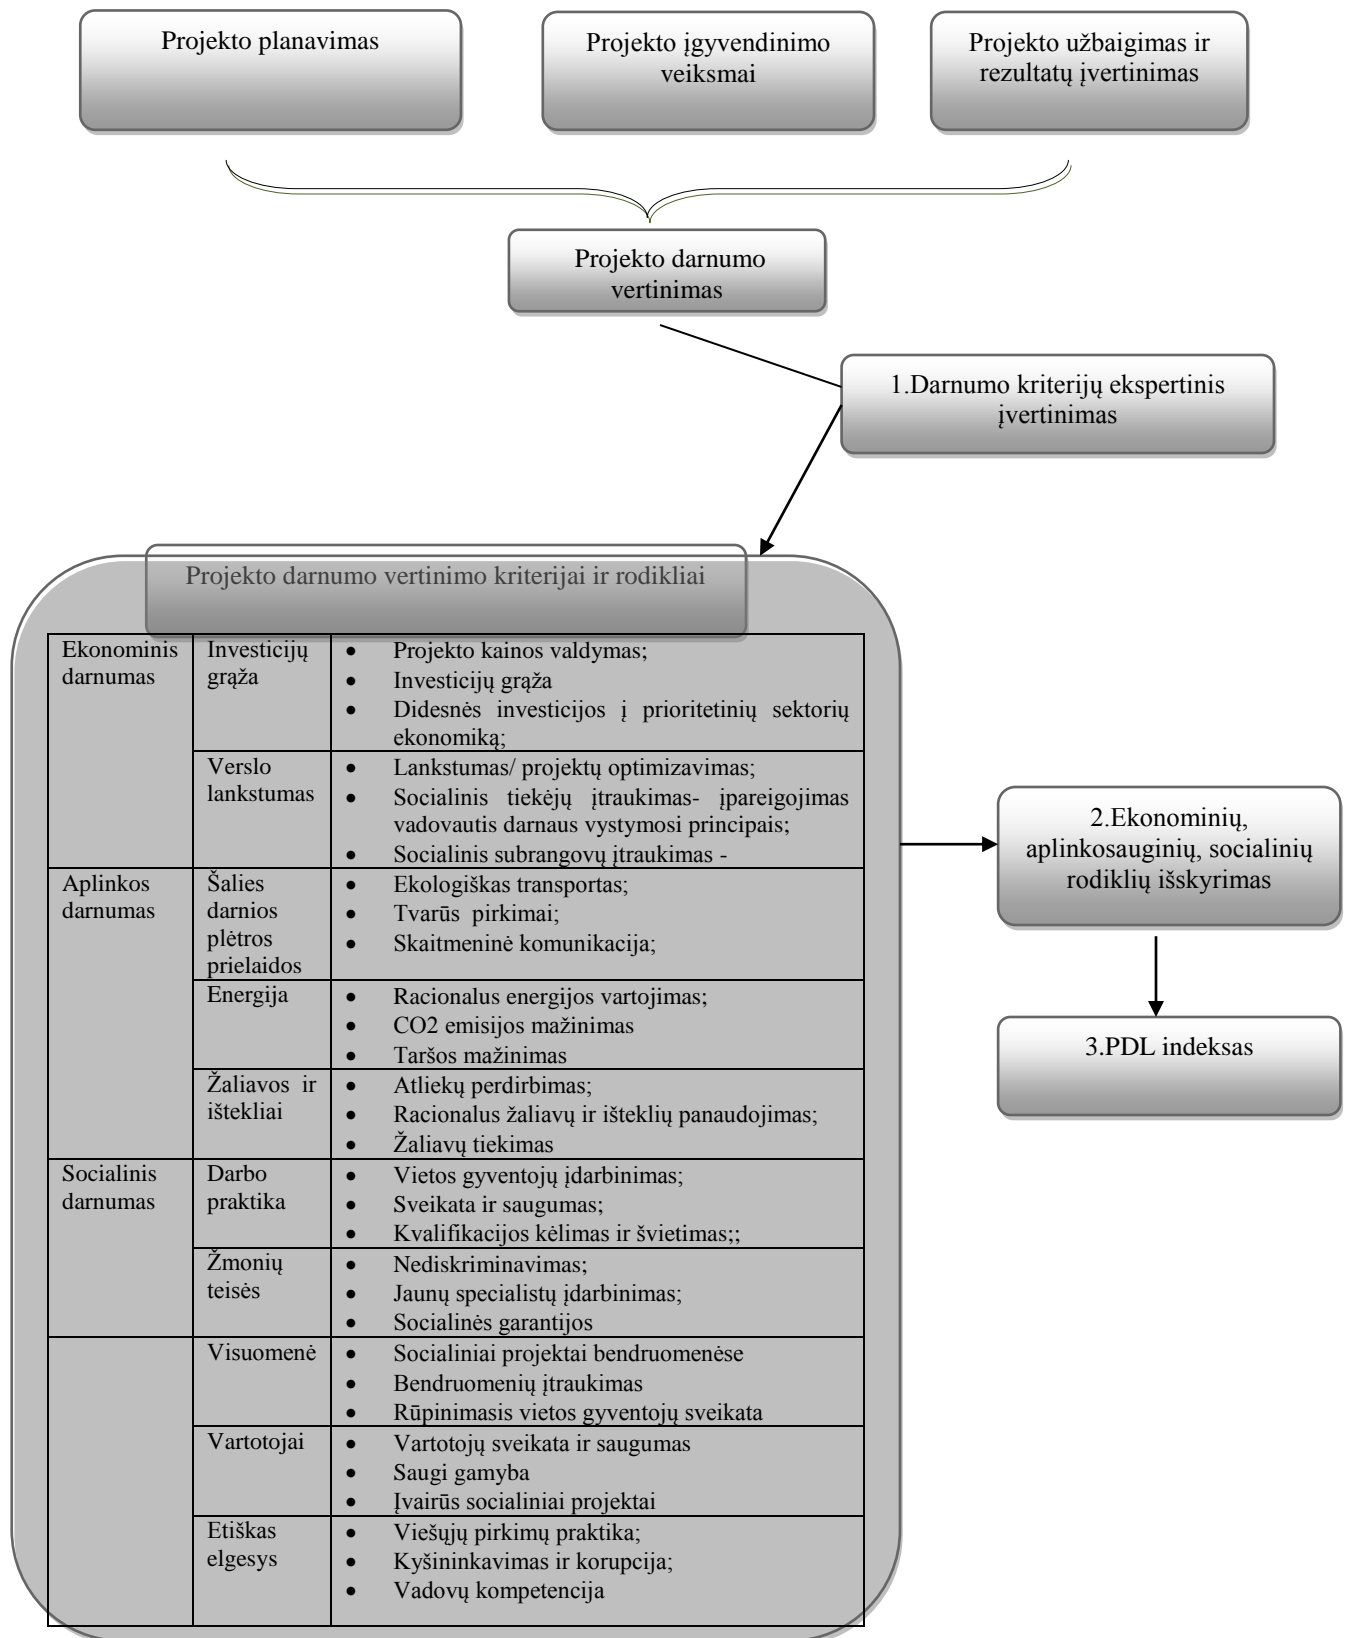 Projekto planavimas
Projekto įgyvendinimo
veiksmai
Projekto užbaigimas ir
rezultatų įvertinimas
Projekto darnumo
vertinimas
1.Darnumo kriterijų ekspertinis
įvertinimas
Projekto darnumo vertinimo kriterijai ir rodikliai
Ekonominis
darnumas
Investicijų
grąža
• Projekto kainos valdymas;
• Investicijų grąža
• Didesnės investicijos į prioritetinių sektorių
ekonomiką;
Verslo
lankstumas
• Lankstumas/ projektų optimizavimas;
• Socialinis tiekėjų įtraukimas- įpareigojimas
vadovautis darnaus vystymosi principais;
• Socialinis subrangovų įtraukimas -
Aplinkos
darnumas
Šalies
darnios
plėtros
prielaidos
• Ekologiškas transportas;
• Tvarūs pirkimai;
• Skaitmeninė komunikacija;
Energija
• Racionalus energijos vartojimas;
• CO2 emisijos mažinimas
• Taršos mažinimas
Žaliavos ir
ištekliai
• Atliekų perdirbimas;
• Racionalus žaliavų ir išteklių panaudojimas;
• Žaliavų tiekimas
Socialinis
darnumas
Darbo
praktika
• Vietos gyventojų įdarbinimas;
• Sveikata ir saugumas;
• Kvalifikacijos kėlimas ir švietimas;;
Žmonių
teisės
• Nediskriminavimas;
• Jaunų specialistų įdarbinimas;
• Socialinės garantijos
Visuomenė
• Socialiniai projektai bendruomenėse
• Bendruomenių įtraukimas
• Rūpinimasis vietos gyventojų sveikata
Vartotojai
• Vartotojų sveikata ir saugumas
• Saugi gamyba
• Įvairūs socialiniai projektai
Etiškas
elgesys
• Viešųjų pirkimų praktika;
• Kyšininkavimas ir korupcija;
• Vadovų kompetencija
2.Ekonominių,
aplinkosauginių, socialinių
rodiklių išskyrimas
3.PDL indeksas